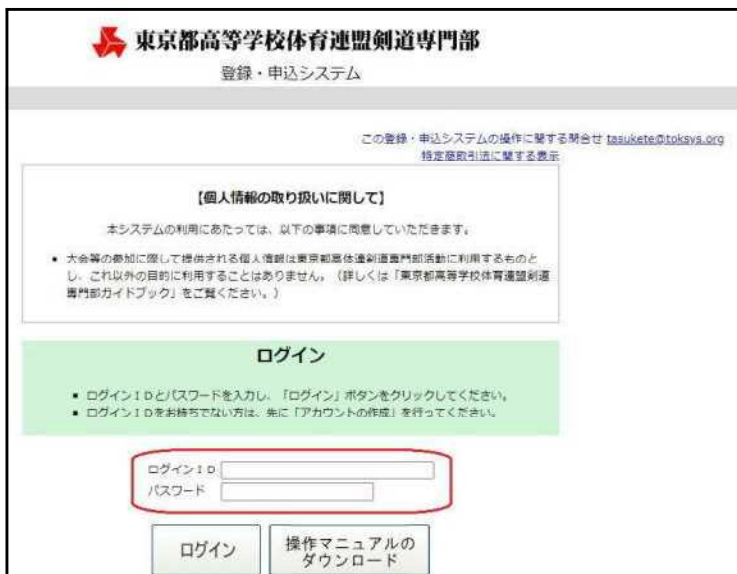 東京都高等学校体育連盟剣道専門部
登録・申込システム
この登録・申込システムの操作に関する問合せ tasukete@toksys.org
特定商取引法に関する表示
【個人情報の取り扱いに関して】
本システムの利用にあたっては、以下の事項に同意していただきます。
▪ 大会等の参加に際して提供される個人情報は東京都高体連剣道専門部活動に利用するものと
し、これ以外の目的に利用することはありません。（詳しくは「東京都高等学校体育連盟剣道
専門部ガイドブック」をご覧ください。）
ログイン
▪ ログインＩＤとパスワードを入力し、「ログイン」ボタンをクリックしてください。
▪ ログインＩＤをお持ちでない方は、先に「アカウントの作成」を行ってください。
ログインＩＤ
パスワード
ログイン
操作マニュアルの
ダウンロード